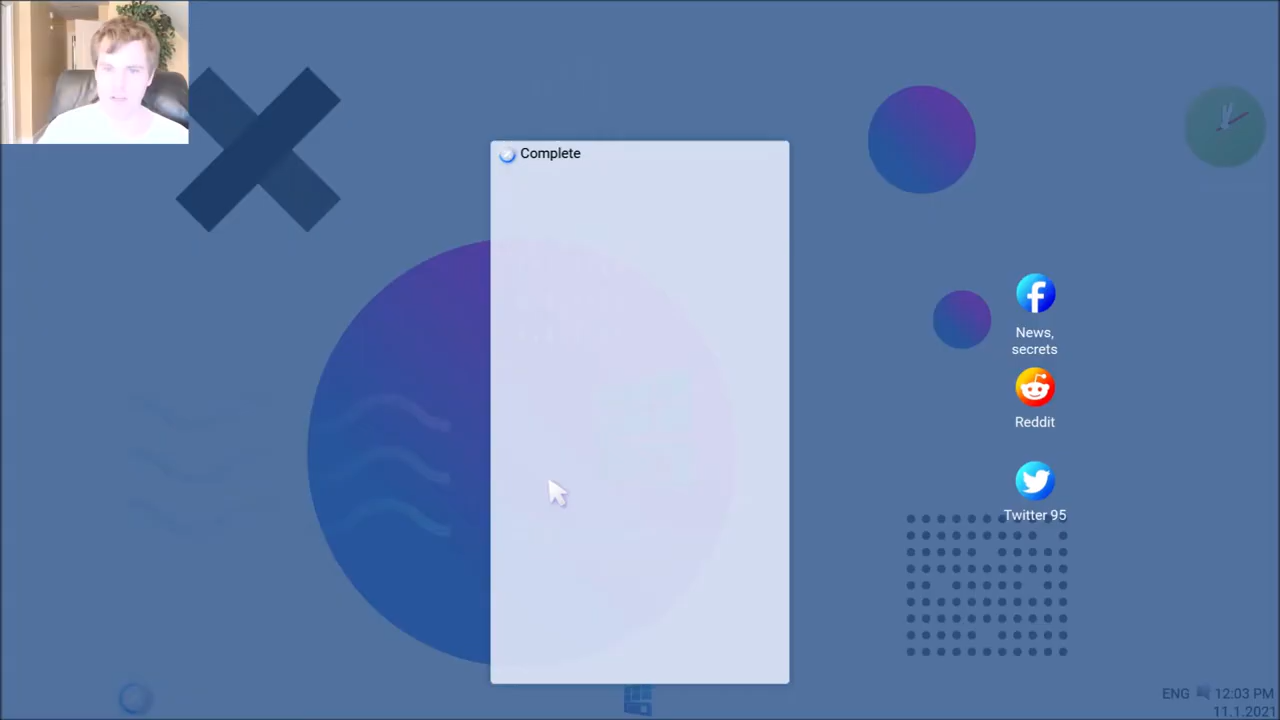 Complete
News,
secrets
Reddit
Twitter 95
ENG 12:03 PM
11.1.2021